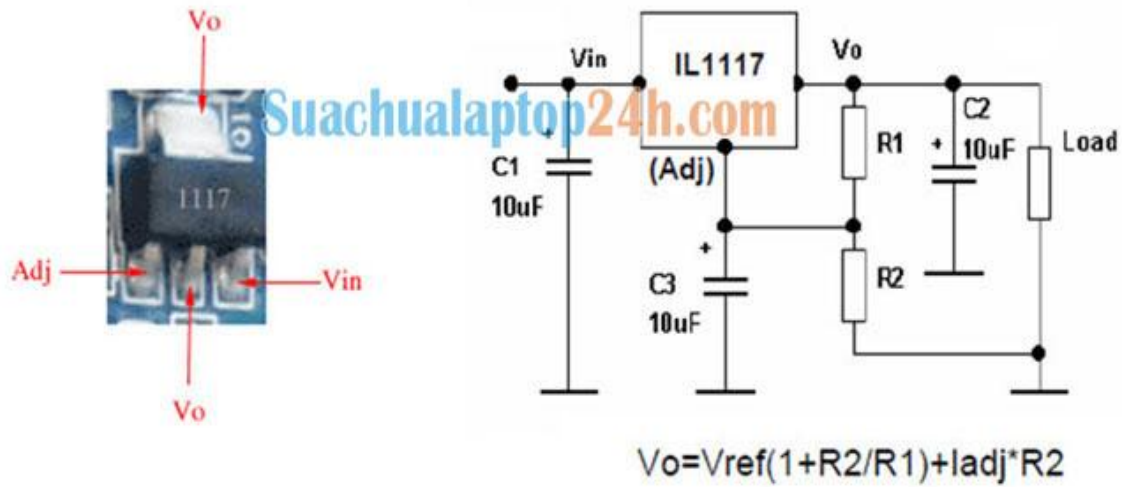 Vo
10
1117
Adj
Vin
Vo
Suachualaptop24h.com
Vin
IL1117
Vo
(Adj)
+
C1
10uF
R1
+
C2
10uF
Load
+
C3
10uF
R2
Vo=Vref(1+R2/R1)+Iadj*R2